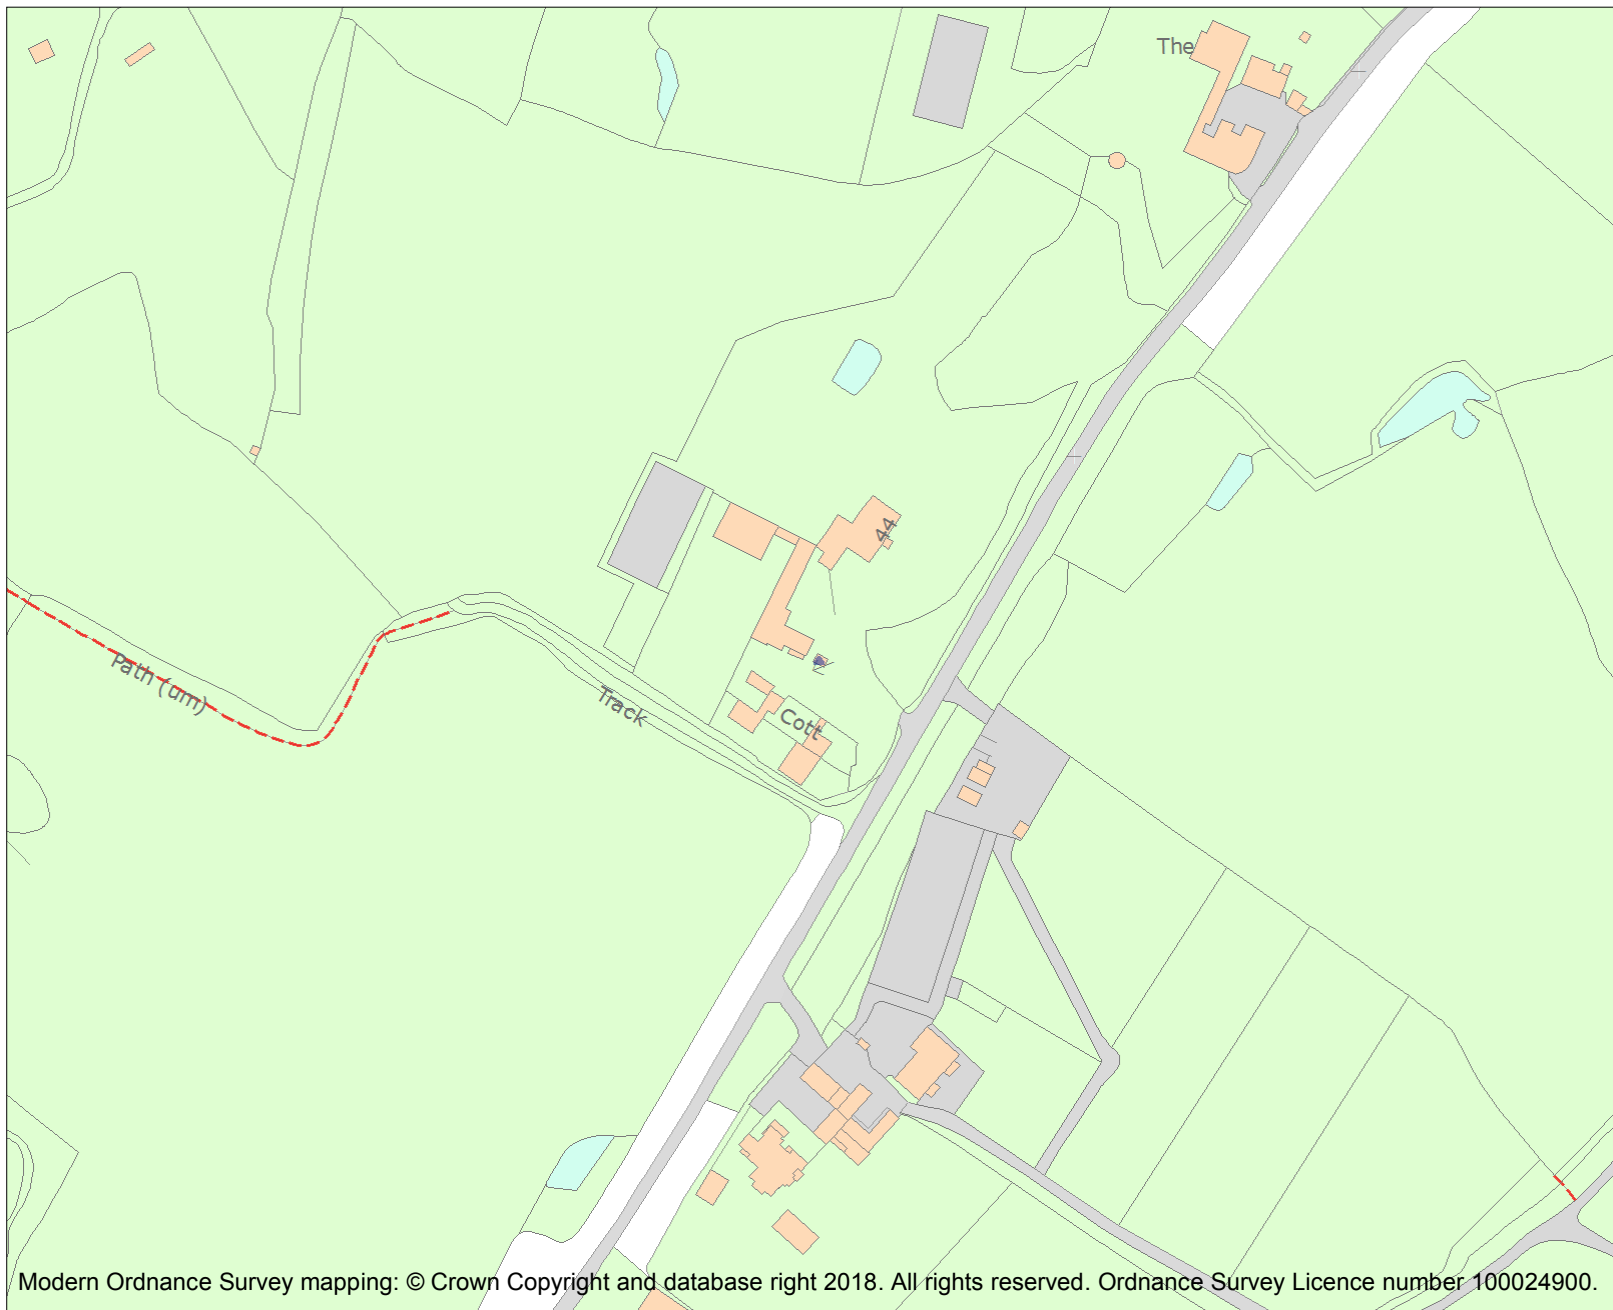 The
44
Path (um)
Track
Cott
Modern Ordnance Survey mapping: © Crown Copyright and database right 2018. All rights reserved. Ordnance Survey Licence number 100024900.